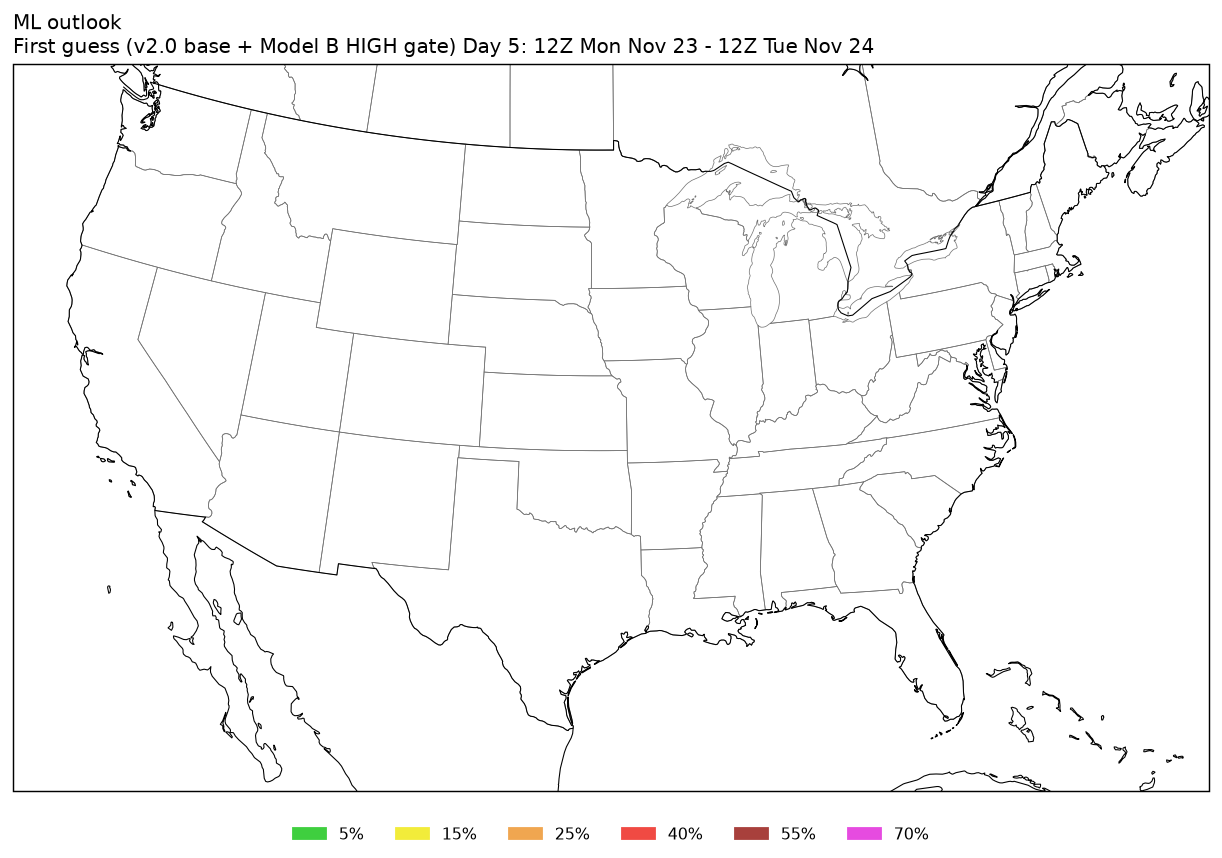 ML outlook
First guess (v2.0 base + Model B HIGH gate) Day 5: 12Z Mon Nov 23 - 12Z Tue Nov 24
5% 15% 25% 40% 55% 70%